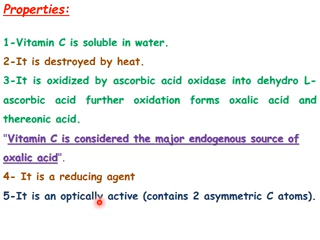 Properties:
1-Vitamin C is soluble in water.
2-It is destroyed by heat.
3-It is oxidized by ascorbic acid oxidase into dehydro L-
ascorbic acid further oxidation forms oxalic acid and
thereonic acid.
"Vitamin C is considered the major endogenous source of
oxalic acid".
4- It is a reducing agent
5-It is an optically active (contains 2 asymmetric C atoms).